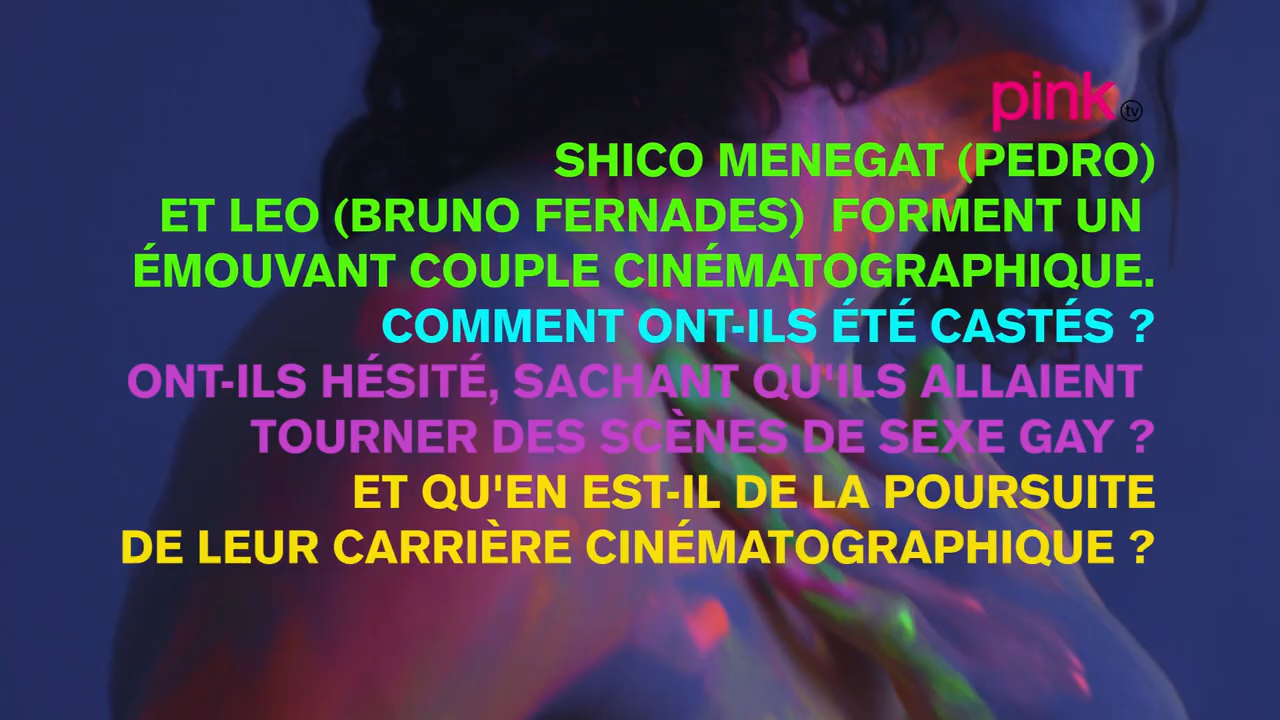 pink tv
SHICO MENEGAT (PEDRO)
ET LEO (BRUNO FERNADES) FORMENT UN
ÉMOUVANT COUPLE CINÉMATOGRAPHIQUE.
COMMENT ONT-ILS ÉTÉ CASTÉS ?
ONT-ILS HÉSITÉ, SACHANT QU'ILS ALLAIENT
TOURNER DES SCÈNES DE SEXE GAY ?
ET QU'EN EST-IL DE LA POURSUITE
DE LEUR CARRIÈRE CINÉMATOGRAPHIQUE ?